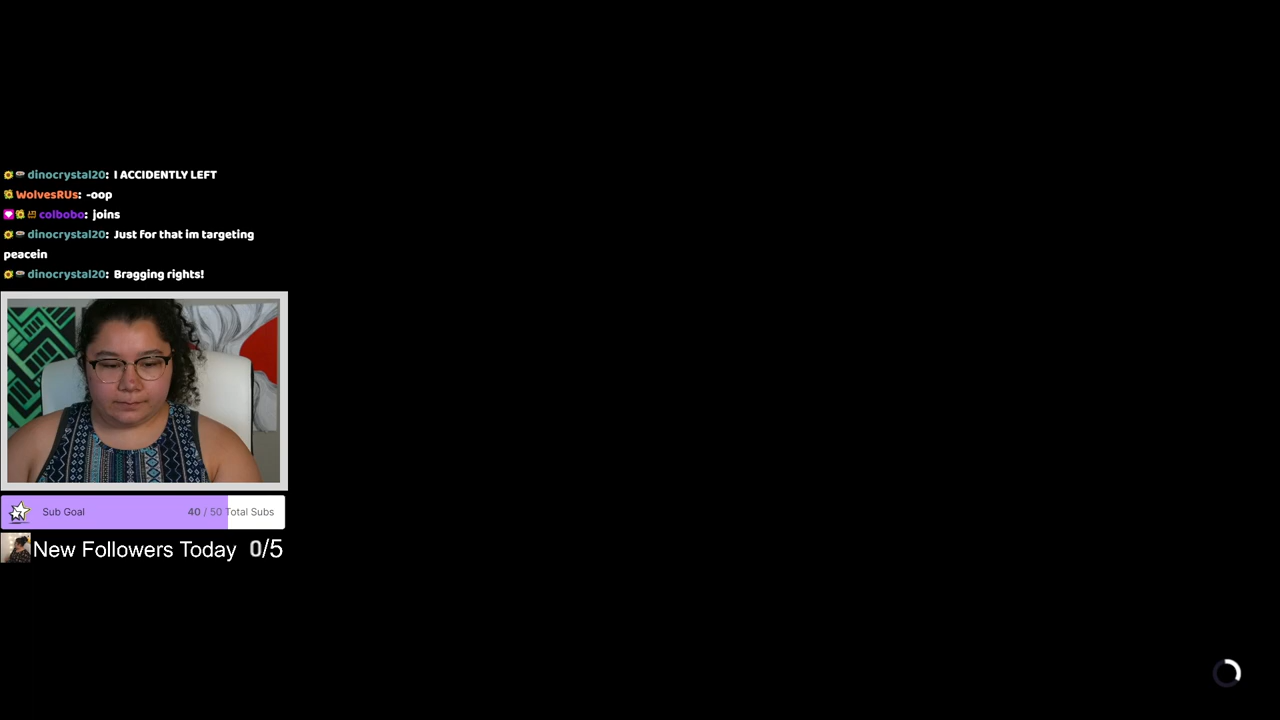 dinocrystal20: I ACCIDENTLY LEFT
WolvesRUs: -oop
colbobo: joins
dinocrystal20: Just for that im targeting
peacein
dinocrystal20: Bragging rights!
Sub Goal 40 / 50 Total Subs
New Followers Today 0/5